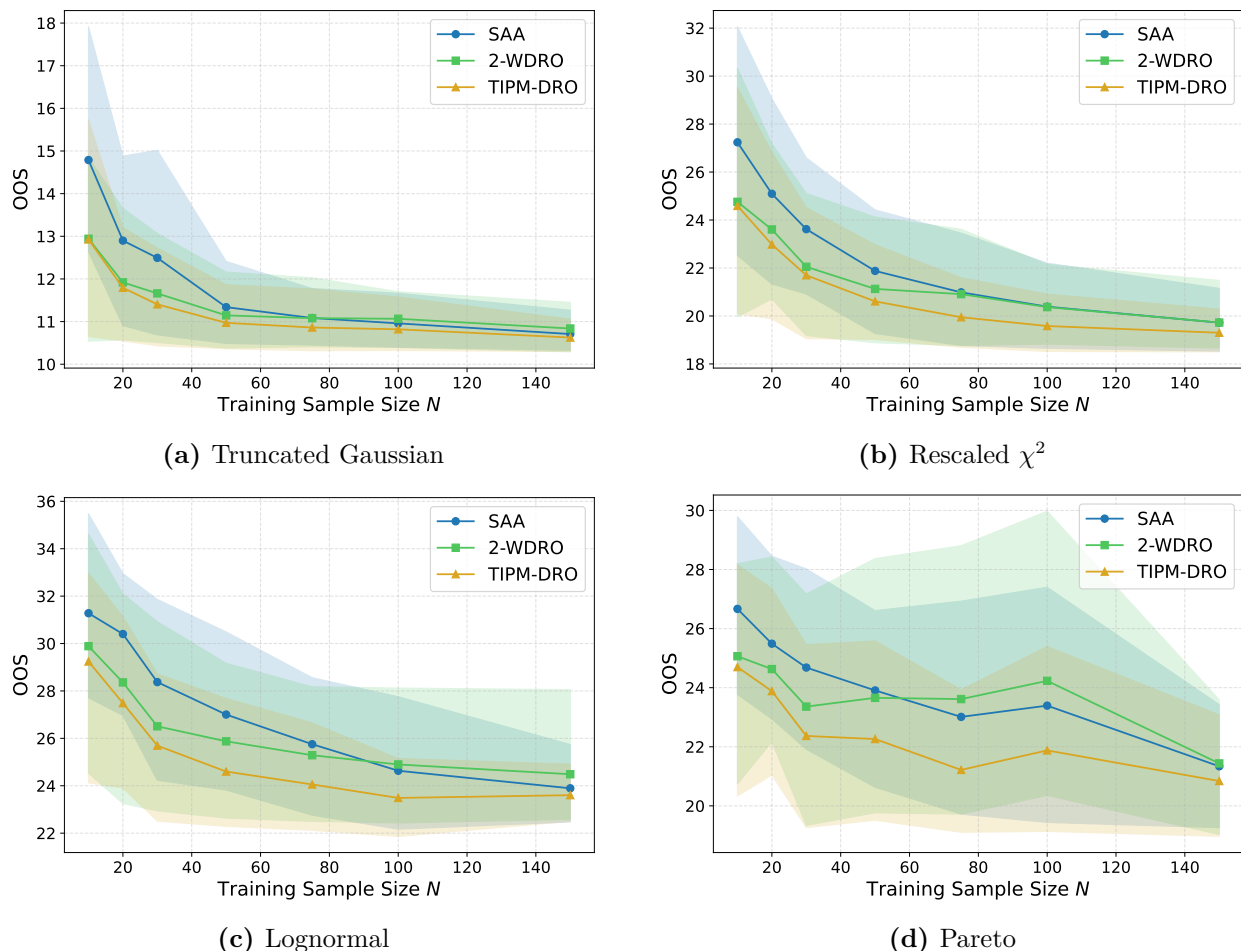 18
17
16
15
14
13
12
11
10
OOS
SAA
2-WDRO
TIPM-DRO
20 40 60 80 100 120 140
Training Sample Size N
(a) Truncated Gaussian
32
30
28
26
24
22
20
18
OOS
SAA
2-WDRO
TIPM-DRO
20 40 60 80 100 120 140
Training Sample Size N
(b) Rescaled χ²
36
34
32
30
28
26
24
22
OOS
SAA
2-WDRO
TIPM-DRO
20 40 60 80 100 120 140
Training Sample Size N
(c) Lognormal
30
28
26
24
22
20
OOS
SAA
2-WDRO
TIPM-DRO
20 40 60 80 100 120 140
Training Sample Size N
(d) Pareto